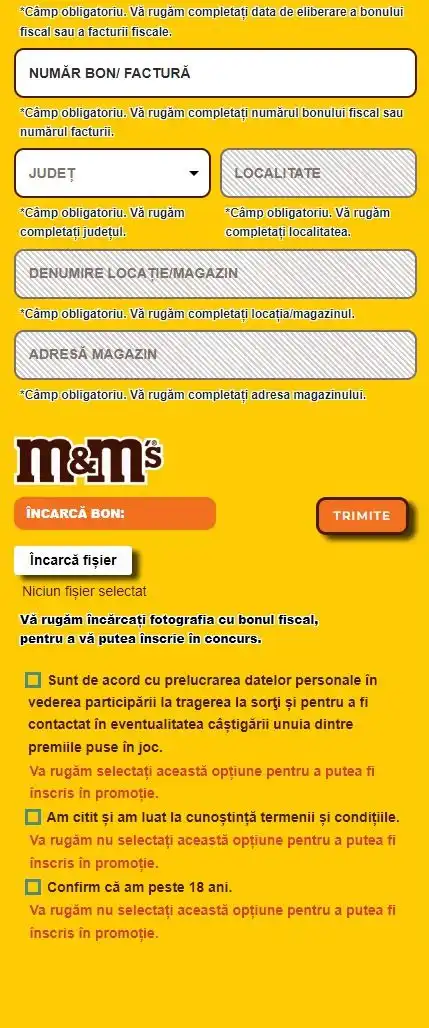 *Câmp obligatoriu. Vă rugăm completați data de eliberare a bonului
fiscal sau a facturii fiscale.
NUMĂR BON/ FACTURĂ
*Câmp obligatoriu. Vă rugăm completați numărul bonului fiscal sau
numărul facturii.
JUDEȚ
LOCALITATE
*Câmp obligatoriu. Vă rugăm
completați județul.
*Câmp obligatoriu. Vă rugăm
completați localitatea.
DENUMIRE LOCAȚIE/MAGAZIN
*Câmp obligatoriu. Vă rugăm completați locația/magazinul.
ADRESĂ MAGAZIN
*Câmp obligatoriu. Vă rugăm completați adresa magazinului.
m&m's
ÎNCARCĂ BON:
TRIMITE
Încarcă fișier
Niciun fișier selectat
Vă rugăm încărcați fotografia cu bonul fiscal,
pentru a vă putea înscrie în concurs.
Sunt de acord cu prelucrarea datelor personale în
vederea participării la tragerea la sorţi și pentru a fi
contactat în eventualitatea câștigării unuia dintre
premiile puse în joc.
Va rugăm selectați această opțiune pentru a putea fi
înscris în promoție.
Am citit și am luat la cunoștință termenii și condițiile.
Va rugăm nu selectați această opțiune pentru a putea fi
înscris în promoție.
Confirm că am peste 18 ani.
Va rugăm nu selectați această opțiune pentru a putea fi
înscris în promoție.